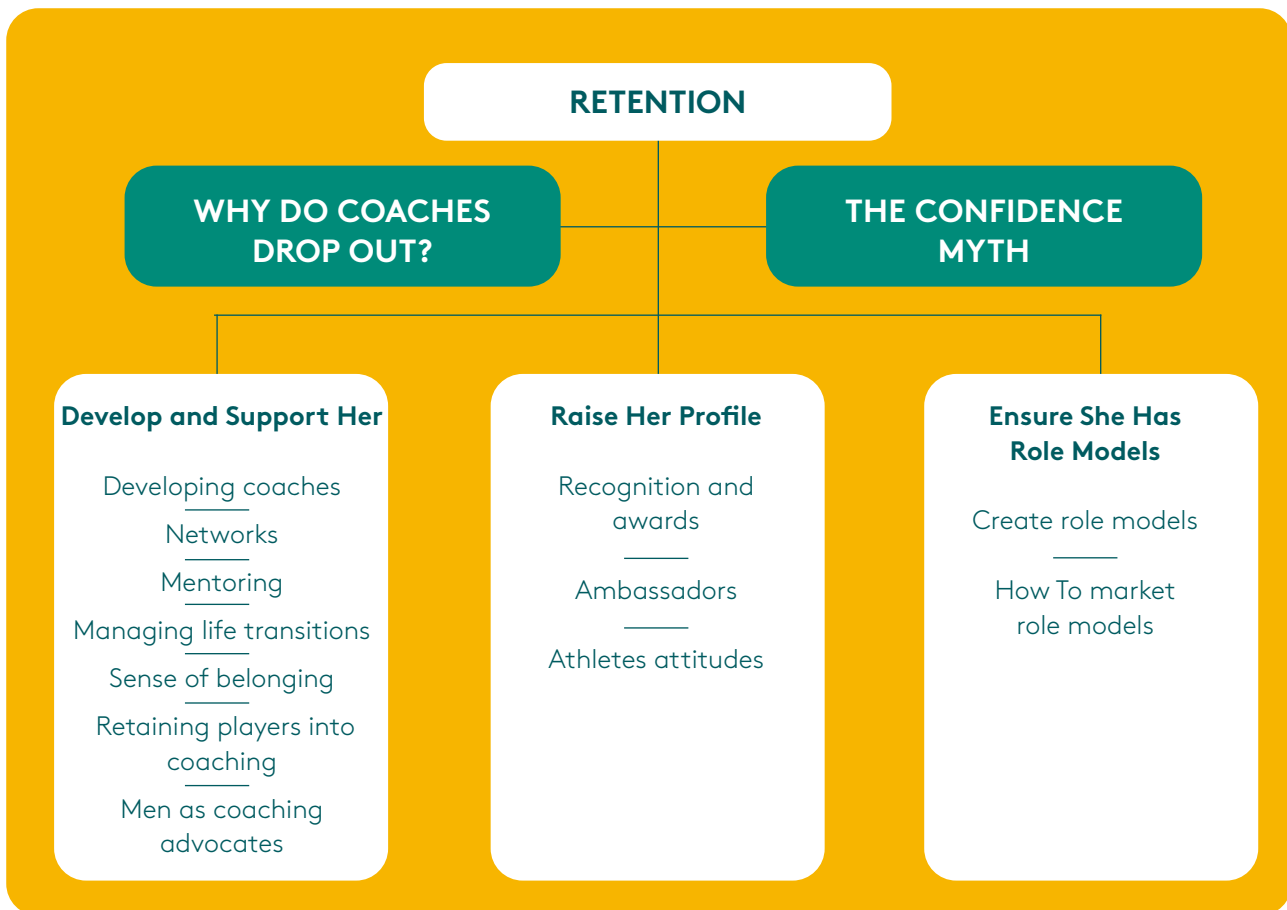 RETENTION
WHY DO COACHES
DROP OUT?
THE CONFIDENCE
MYTH
Develop and Support Her
Developing coaches
Networks
Mentoring
Managing life transitions
Sense of belonging
Retaining players into
coaching
Men as coaching
advocates
Raise Her Profile
Recognition and
awards
Ambassadors
Athletes attitudes
Ensure She Has
Role Models
Create role models
How To market
role models